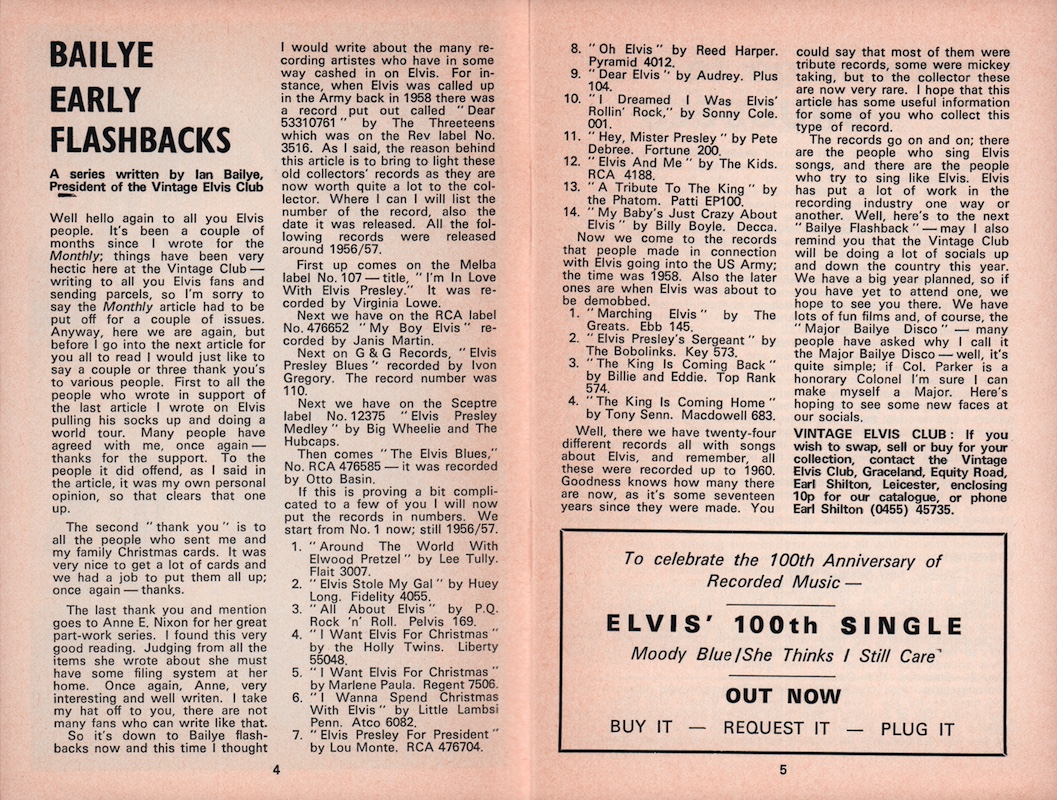 BAILYE
EARLY
FLASHBACKS
A series written by Ian Bailye,
President of the Vintage Elvis Club
Well hello again to all you Elvis
people. It's been a couple of
months since I wrote for the
Monthly; things have been very
hectic here at the Vintage Club —
writing to all you Elvis fans and
sending parcels, so I'm sorry to
say the Monthly article had to be
put off for a couple of issues.
Anyway, here we are again, but
before I go into the next article for
you all to read I would just like to
say a couple or three thank you's
to various people. First to all the
people who wrote in support of
the last article I wrote on Elvis
pulling his socks up and doing a
world tour. Many people have
agreed with me, once again —
thanks for the support. To the
people it did offend, as I said in
the article, it was my own personal
opinion, so that clears that one
up.
The second "thank you" is to
all the people who sent me and
my family Christmas cards. It was
very nice to get a lot of cards and
we had a job to put them all up;
once again — thanks.
The last thank you and mention
goes to Anne E. Nixon for her great
part-work series. I found this very
good reading. Judging from all the
items she wrote about she must
have some filing system at her
home. Once again, Anne, very
interesting and well writen. I take
my hat off to you, there are not
many fans who can write like that.
So it's down to Bailye flash-
backs now and this time I thought
I would write about the many re-
cording artistes who have in some
way cashed in on Elvis. For in-
stance, when Elvis was called up
in the Army back in 1958 there was
a record put out called "Dear
53310761" by The Threeteens
which was on the Rev label No.
3516. As I said, the reason behind
this article is to bring to light these
old collectors' records as they are
now worth quite a lot to the col-
lector. Where I can I will list the
number of the record, also the
date it was released. All the fol-
lowing records were released
around 1956/57.
First up comes on the Melba
label No. 107 — title, "I'm In Love
With Elvis Presley." It was re-
corded by Virginia Lowe.
Next we have on the RCA label
No. 476652 "My Boy Elvis" re-
corded by Janis Martin.
Next on G & G Records, "Elvis
Presley Blues" recorded by Ivon
Gregory. The record number was
110.
Next we have on the Sceptre
label No. 12375 "Elvis Presley
Medley" by Big Wheelie and The
Hubcaps.
Then comes "The Elvis Blues,"
No. RCA 476585 — it was recorded
by Otto Basin.
If this is proving a bit compli-
cated to a few of you I will now
put the records in numbers. We
start from No. 1 now; still 1956/57.
1. "Around The World With
Elwood Pretzel" by Lee Tully.
Flait 3007.
2. "Elvis Stole My Gal" by Huey
Long. Fidelity 4055.
3. "All About Elvis" by P.Q.
Rock 'n' Roll. Pelvis 169.
4. "I Want Elvis For Christmas"
by the Holly Twins. Liberty
55048.
5. "I Want Elvis For Christmas"
by Marlene Paula. Regent 7506.
6. "I Wanna Spend Christmas
With Elvis" by Little Lambsi
Penn. Atco 6082.
7. "Elvis Presley For President"
by Lou Monte. RCA 476704.
4
8. "Oh Elvis" by Reed Harper.
Pyramid 4012.
9. "Dear Elvis" by Audrey. Plus
104.
10. "I Dreamed I Was Elvis'
Rollin' Rock," by Sonny Cole.
001.
11. "Hey, Mister Presley" by Pete
Debree. Fortune 200.
12. "Elvis And Me" by The Kids.
RCA 4188.
13. "A Tribute To The King" by
the Phatom. Patti EP100.
14. "My Baby's Just Crazy About
Elvis" by Billy Boyle. Decca.
Now we come to the records
that people made in connection
with Elvis going into the US Army;
the time was 1958. Also the later
ones are when Elvis was about to
be demobbed.
1. "Marching Elvis" by The
Greats. Ebb 145.
2. "Elvis Presley's Sergeant" by
The Bobolinks. Key 573.
3. "The King Is Coming Back"
by Billie and Eddie. Top Rank
574.
4. "The King Is Coming Home"
by Tony Senn. Macdowell 683.
Well, there we have twenty-four
different records all with songs
about Elvis, and remember, all
these were recorded up to 1960.
Goodness knows how many there
are now, as it's some seventeen
years since they were made. You
could say that most of them were
tribute records, some were mickey
taking, but to the collector these
are now very rare. I hope that this
article has some useful information
for some of you who collect this
type of record.
The records go on and on; there
are the people who sing Elvis
songs, and there are the people
who try to sing like Elvis. Elvis
has put a lot of work in the
recording industry one way or
another. Well, here's to the next
"Bailye Flashback" — may I also
remind you that the Vintage Club
will be doing a lot of socials up
and down the country this year.
We have a big year planned, so if
you have yet to attend one, we
hope to see you there. We have
lots of fun films and, of course, the
"Major Bailye Disco" — many
people have asked why I call it
the Major Bailye Disco — well, it's
quite simple; if Col. Parker is a
honorary Colonel I'm sure I can
make myself a Major. Here's
hoping to see some new faces at
our socials.
VINTAGE ELVIS CLUB: If you
wish to swap, sell or buy for your
collection, contact the Vintage
Elvis Club, Graceland, Equity Road,
Earl Shilton, Leicester, enclosing
10p for our catalogue, or phone
Earl Shilton (0455) 45735.
To celebrate the 100th Anniversary of
Recorded Music —
ELVIS' 100th SINGLE
Moody Blue/She Thinks I Still Care
OUT NOW
BUY IT — REQUEST IT — PLUG IT
5